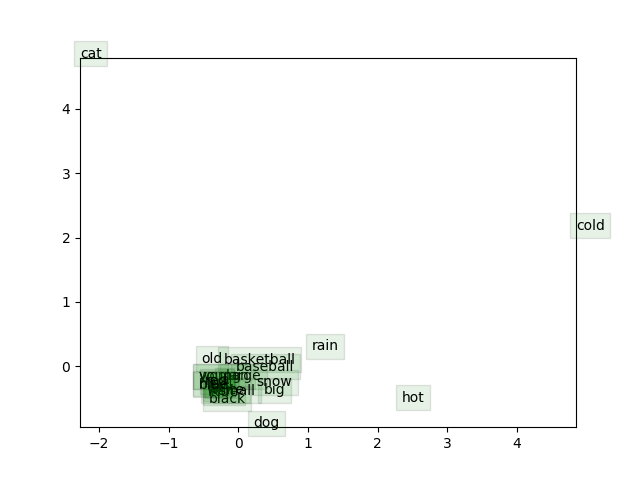 cat
4
3
cold
2
1
rain
old
basketball
0
baseball
snow
big
hot
black
dog
−2
−1
0
1
2
3
4